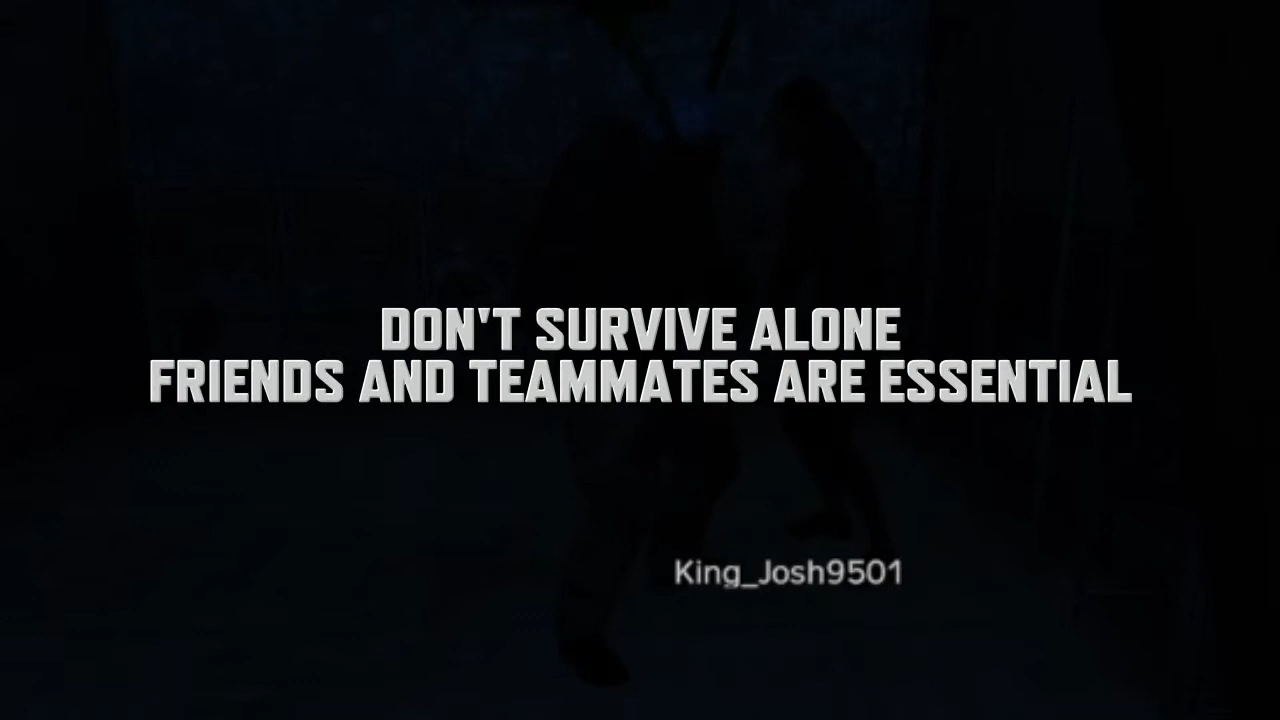 DON'T SURVIVE ALONE
FRIENDS AND TEAMMATES ARE ESSENTIAL
King_Josh9501